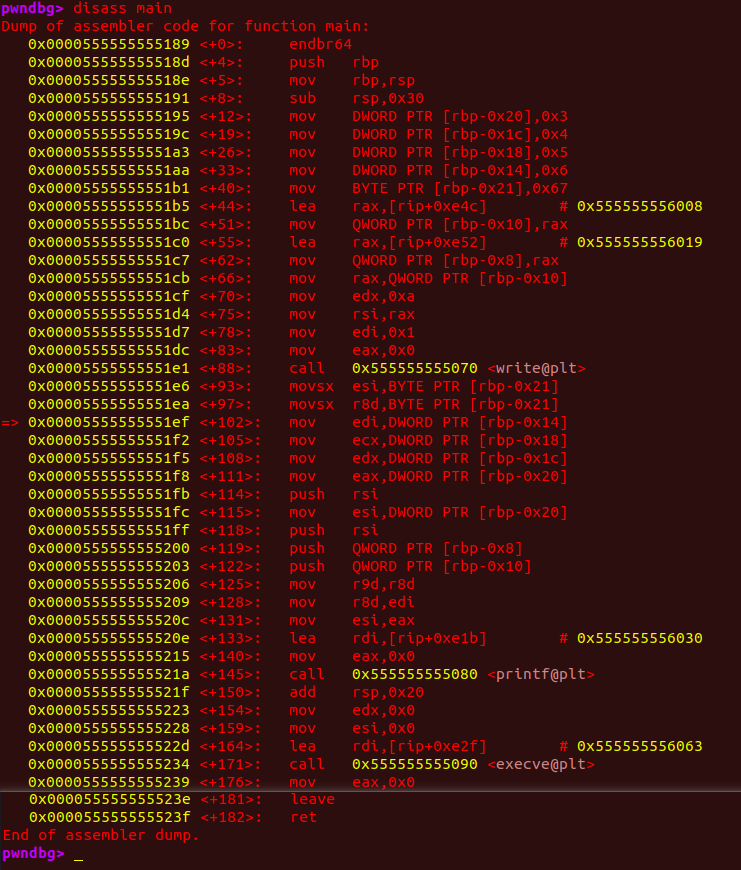 pwndbg> disass main
Dump of assembler code for function main:
   0x0000555555555189 <+0>:     endbr64
   0x000055555555518d <+4>:     push   rbp
   0x000055555555518e <+5>:     mov    rbp,rsp
   0x0000555555555191 <+8>:     sub    rsp,0x30
   0x0000555555555195 <+12>:    mov    DWORD PTR [rbp-0x20],0x3
   0x000055555555519c <+19>:    mov    DWORD PTR [rbp-0x1c],0x4
   0x00005555555551a3 <+26>:    mov    DWORD PTR [rbp-0x18],0x5
   0x00005555555551aa <+33>:    mov    DWORD PTR [rbp-0x14],0x6
   0x00005555555551b1 <+40>:    mov    BYTE PTR [rbp-0x21],0x67
   0x00005555555551b5 <+44>:    lea    rax,[rip+0xe4c]        # 0x555555556008
   0x00005555555551bc <+51>:    mov    QWORD PTR [rbp-0x10],rax
   0x00005555555551c0 <+55>:    lea    rax,[rip+0xe52]        # 0x555555556019
   0x00005555555551c7 <+62>:    mov    QWORD PTR [rbp-0x8],rax
   0x00005555555551cb <+66>:    mov    rax,QWORD PTR [rbp-0x10]
   0x00005555555551cf <+70>:    mov    edx,0xa
   0x00005555555551d4 <+75>:    mov    rsi,rax
   0x00005555555551d7 <+78>:    mov    edi,0x1
   0x00005555555551dc <+83>:    mov    eax,0x0
   0x00005555555551e1 <+88>:    call   0x555555555070 <write@plt>
   0x00005555555551e6 <+93>:    movsx  esi,BYTE PTR [rbp-0x21]
   0x00005555555551ea <+97>:    movsx  r8d,BYTE PTR [rbp-0x21]
=> 0x00005555555551ef <+102>:   mov    edi,DWORD PTR [rbp-0x14]
   0x00005555555551f2 <+105>:   mov    ecx,DWORD PTR [rbp-0x18]
   0x00005555555551f5 <+108>:   mov    edx,DWORD PTR [rbp-0x1c]
   0x00005555555551f8 <+111>:   mov    eax,DWORD PTR [rbp-0x20]
   0x00005555555551fb <+114>:   push   rsi
   0x00005555555551fc <+115>:   mov    esi,DWORD PTR [rbp-0x20]
   0x00005555555551ff <+118>:   push   rsi
   0x0000555555555200 <+119>:   push   QWORD PTR [rbp-0x8]
   0x0000555555555203 <+122>:   push   QWORD PTR [rbp-0x10]
   0x0000555555555206 <+125>:   mov    r9d,r8d
   0x0000555555555209 <+128>:   mov    r8d,edi
   0x000055555555520c <+131>:   mov    esi,eax
   0x000055555555520e <+133>:   lea    rdi,[rip+0xe1b]        # 0x555555556030
   0x0000555555555215 <+140>:   mov    eax,0x0
   0x000055555555521a <+145>:   call   0x555555555080 <printf@plt>
   0x000055555555521f <+150>:   add    rsp,0x20
   0x0000555555555223 <+154>:   mov    edx,0x0
   0x0000555555555228 <+159>:   mov    esi,0x0
   0x000055555555522d <+164>:   lea    rdi,[rip+0xe2f]        # 0x555555556063
   0x0000555555555234 <+171>:   call   0x555555555090 <execve@plt>
   0x0000555555555239 <+176>:   mov    eax,0x0
   0x000055555555523e <+181>:   leave
   0x000055555555523f <+182>:   ret
End of assembler dump.
pwndbg> _